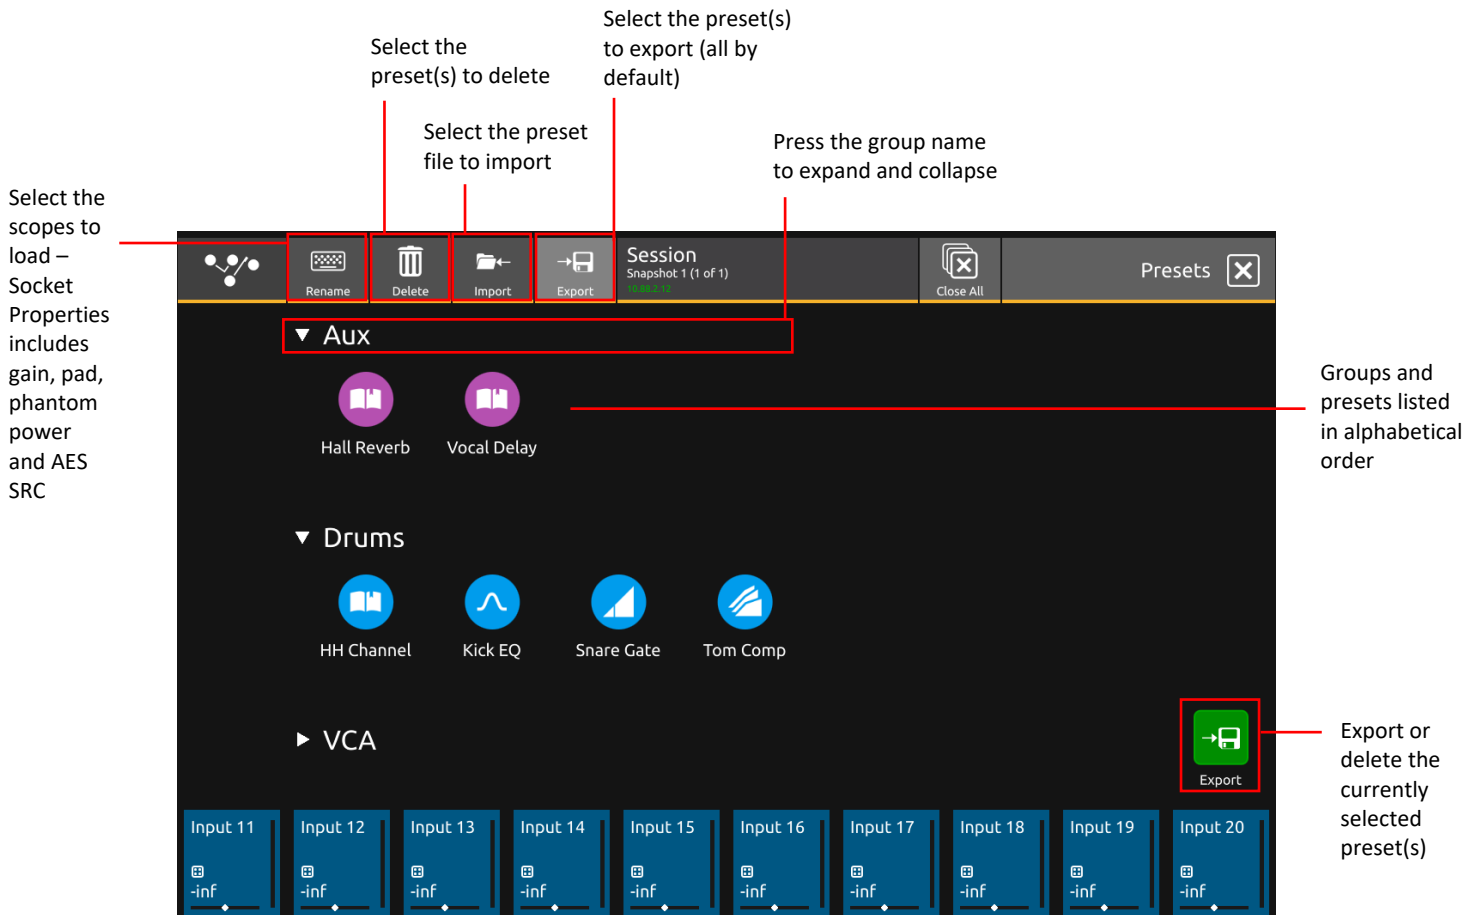 Select the preset(s)
to export (all by
default)
Select the
preset(s) to delete
Select the preset
file to import
Press the group name
to expand and collapse
Select the
scopes to
load –
Socket
Properties
includes
gain, pad,
phantom
power
and AES
SRC
Rename
Delete
Import
Export
Session
Snapshot 1 (1 of 1)
10.88.2.12
Close All
Presets
Aux
Hall Reverb
Vocal Delay
Groups and
presets listed
in alphabetical
order
Drums
HH Channel
Kick EQ
Snare Gate
Tom Comp
VCA
Export
Export or
delete the
currently
selected
preset(s)
Input 11
-inf
Input 12
-inf
Input 13
-inf
Input 14
-inf
Input 15
-inf
Input 16
-inf
Input 17
-inf
Input 18
-inf
Input 19
-inf
Input 20
-inf